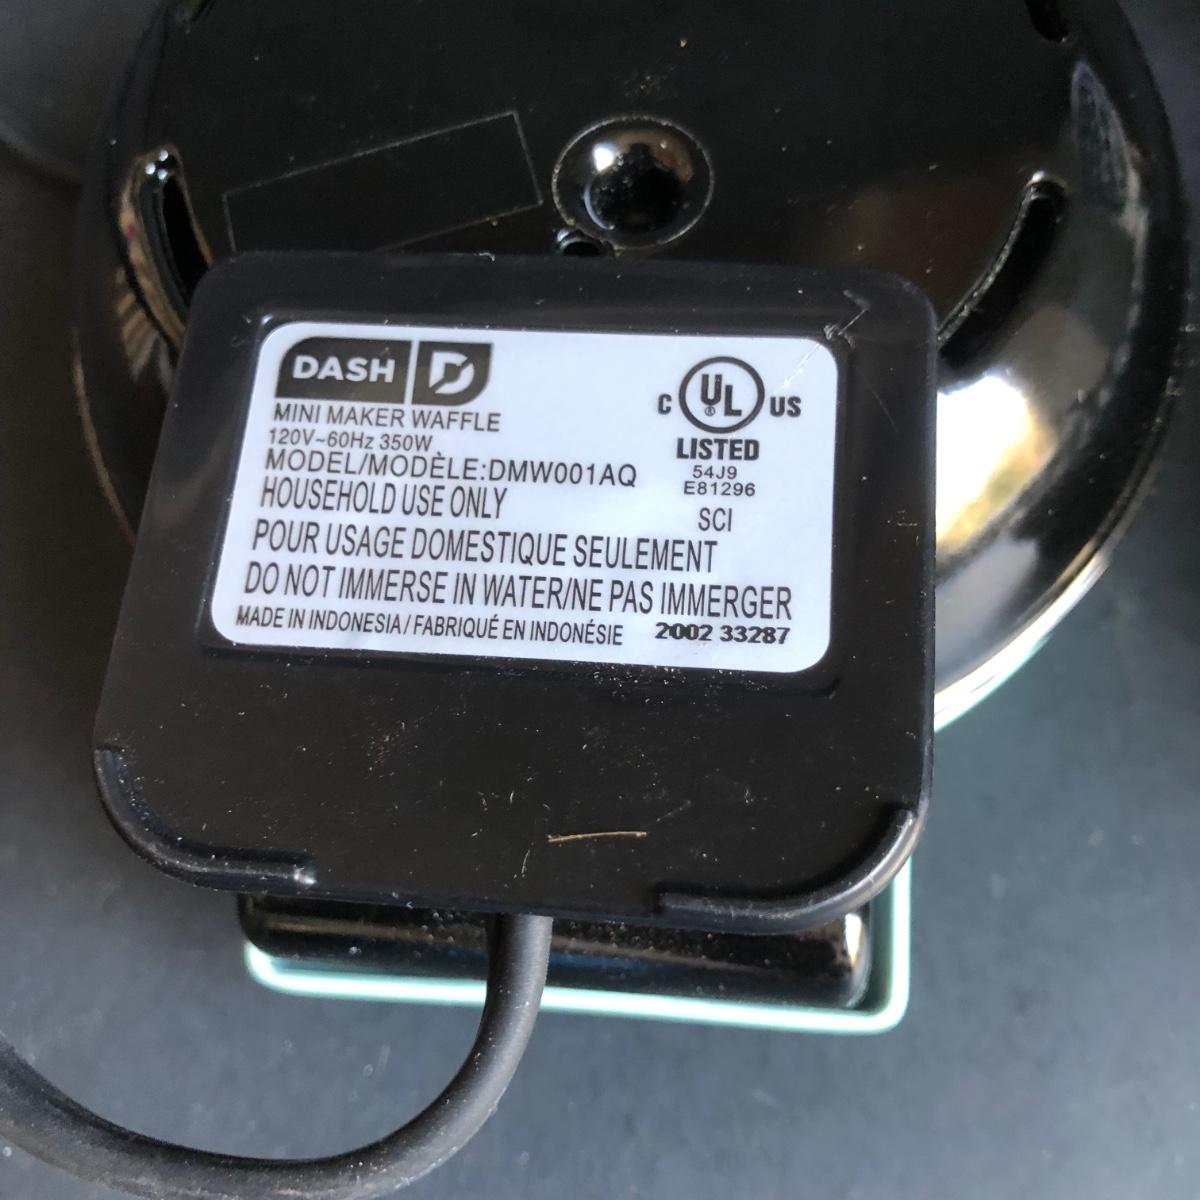 DASH
MINI MAKER WAFFLE
120V~60Hz 350W
MODEL/MODÈLE:DMW001AQ
HOUSEHOLD USE ONLY
POUR USAGE DOMESTIQUE SEULEMENT
DO NOT IMMERSE IN WATER/NE PAS IMMERGER
MADE IN INDONESIA / FABRIQUÉ EN INDONÉSIE 2002 33287
C UL ® US
LISTED
54J9
E81296
SCI